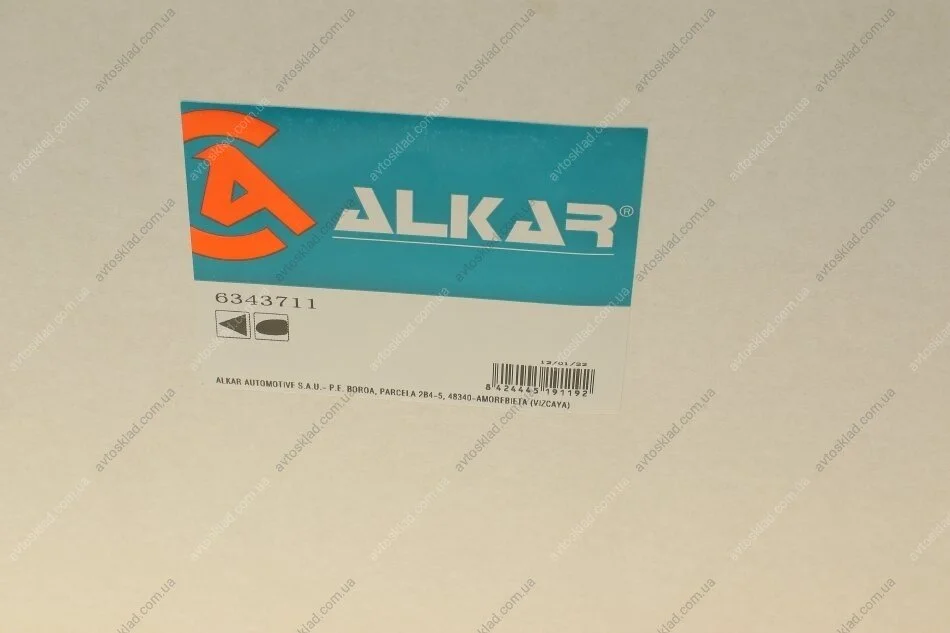 ALKAR®
6343711
13/01/22
8 424445 191192
ALKAR AUTOMOTIVE S.A.U.- P.E. BOROA, PARCELA 2B4-5, 48340-AMOREBIETA (VIZCAYA)
avtosklad.com.ua